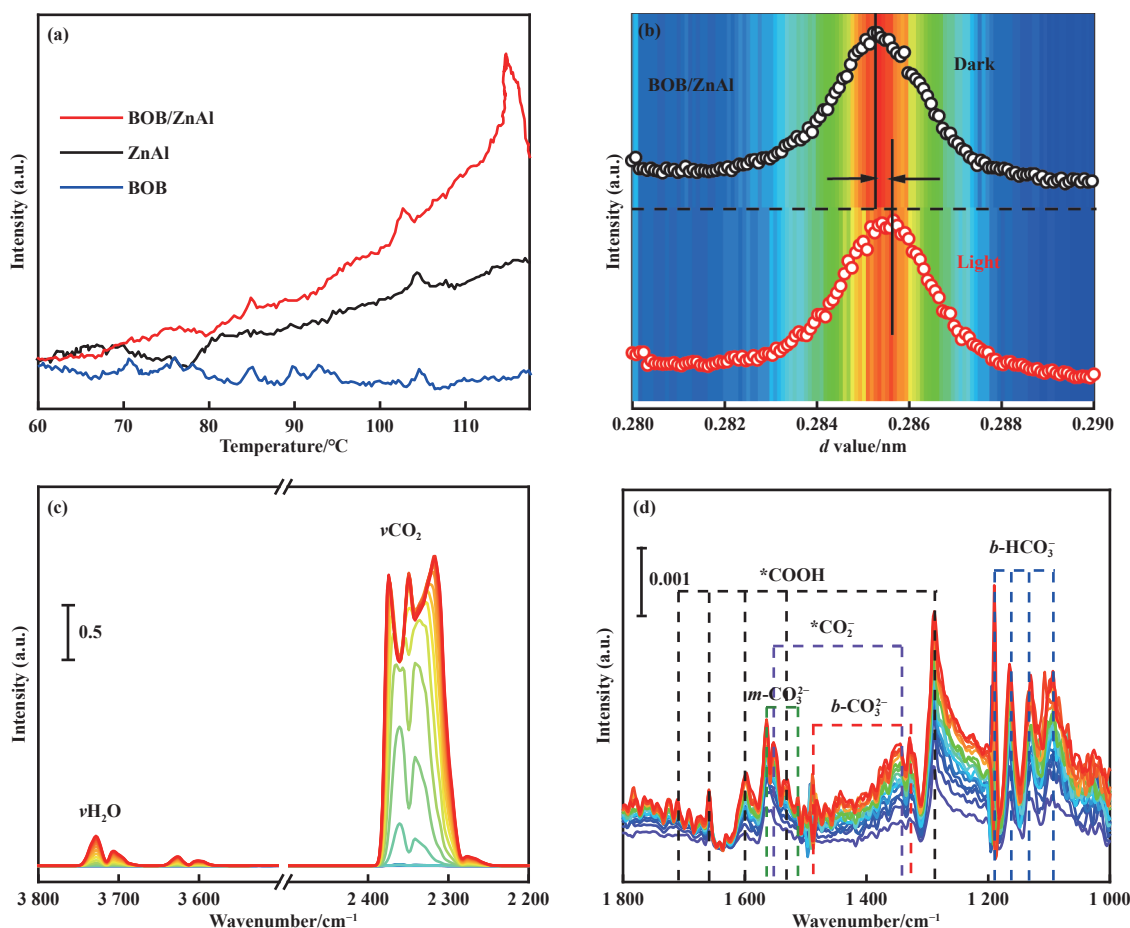 (a)
BOB/ZnAl
ZnAl
BOB
Intensity (a.u.)
60 70 80 90 100 110
Temperature/°C
(b)
Dark
BOB/ZnAl
Light
Intensity (a.u.)
0.280 0.282 0.284 0.286 0.288 0.290
d value/nm
(c)
νCO₂
0.5
νH₂O
Intensity (a.u.)
3 800 3 700 3 600 2 400 2 300 2 200
Wavenumber/cm⁻¹
(d)
b-HCO₃⁻
0.001
*COOH
*CO₂⁻
m-CO₃²⁻
b-CO₃²⁻
Intensity (a.u.)
1 800 1 600 1 400 1 200 1 000
Wavenumber/cm⁻¹